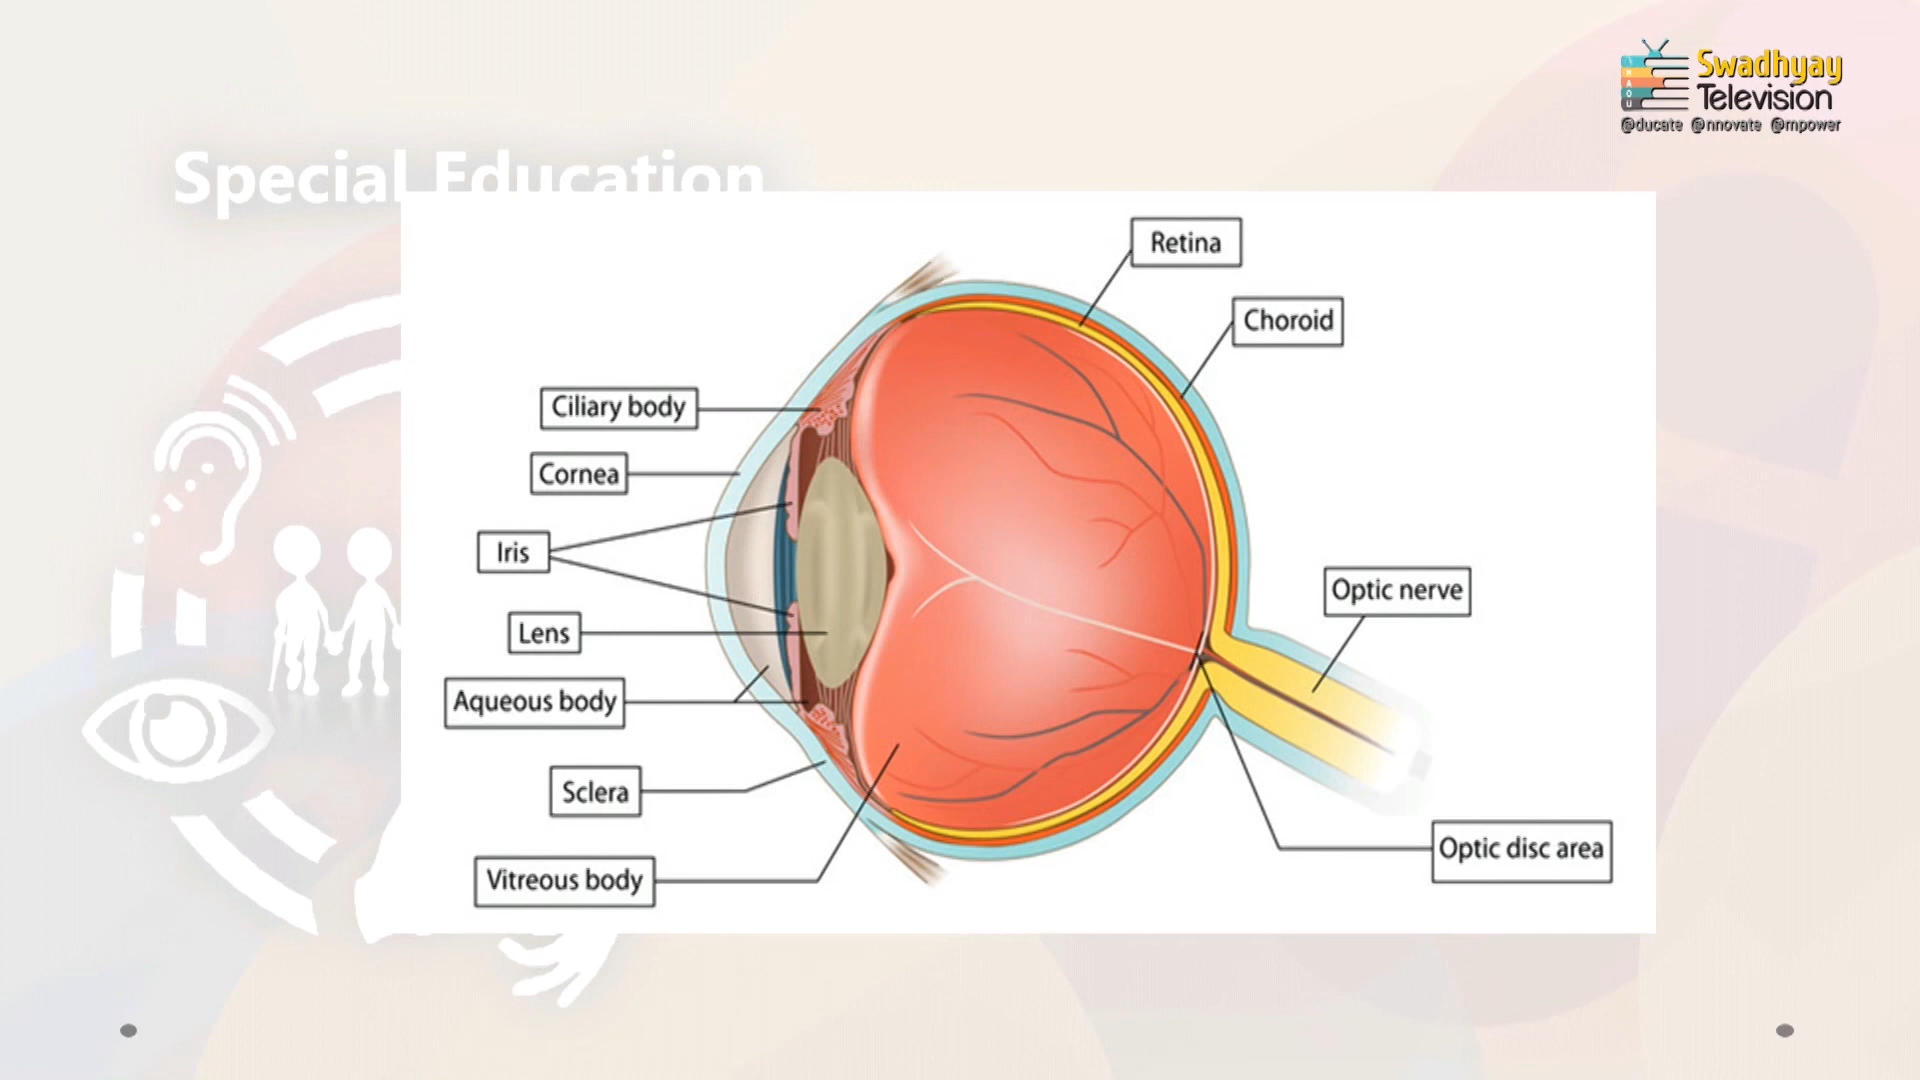 Swadhyay
Television
@ducate @nnovate @mpower
Special Education
Retina
Choroid
Ciliary body
Cornea
Iris
Lens
Aqueous body
Sclera
Vitreous body
Optic nerve
Optic disc area